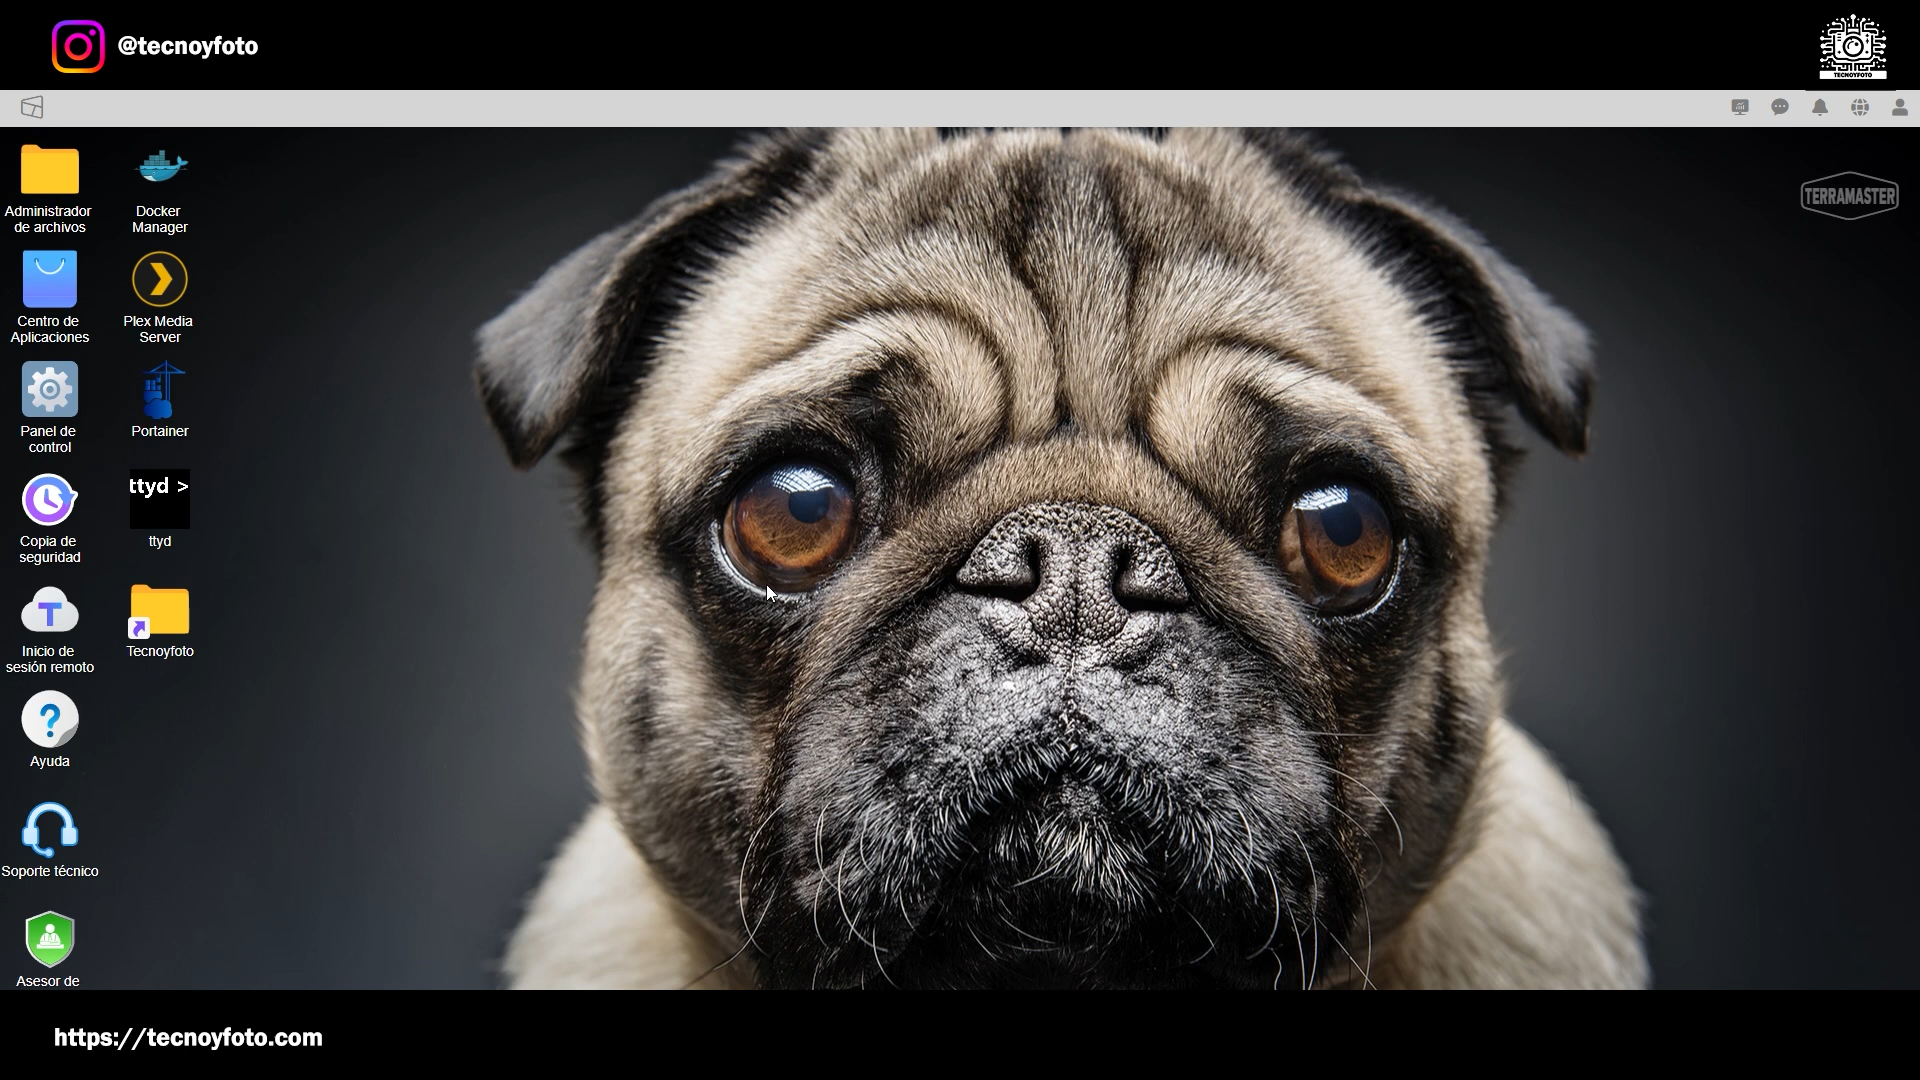 @tecnoyfoto
TECNOYFOTO
TERRAMASTER
Administrador
de archivos
Docker
Manager
Centro de
Aplicaciones
Plex Media
Server
Panel de
control
Portainer
ttyd >
Copia de
seguridad
ttyd
T
Inicio de
sesión remoto
Tecnoyfoto
?
Ayuda
Soporte técnico
Asesor de
https://tecnoyfoto.com